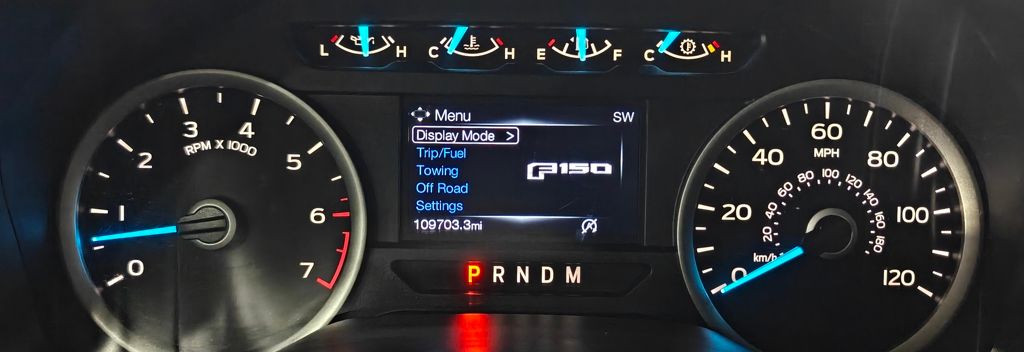 L H C H E F C H
Menu SW
Display Mode >
Trip/Fuel
Towing
Off Road
Settings
F150
109703.3mi
P R N D M
0 1 2 3 4 5 6 7
RPM X 1000
0 20 40 60 80 100 120
MPH
20 40 60 80 100 120 140 160 180
km/h